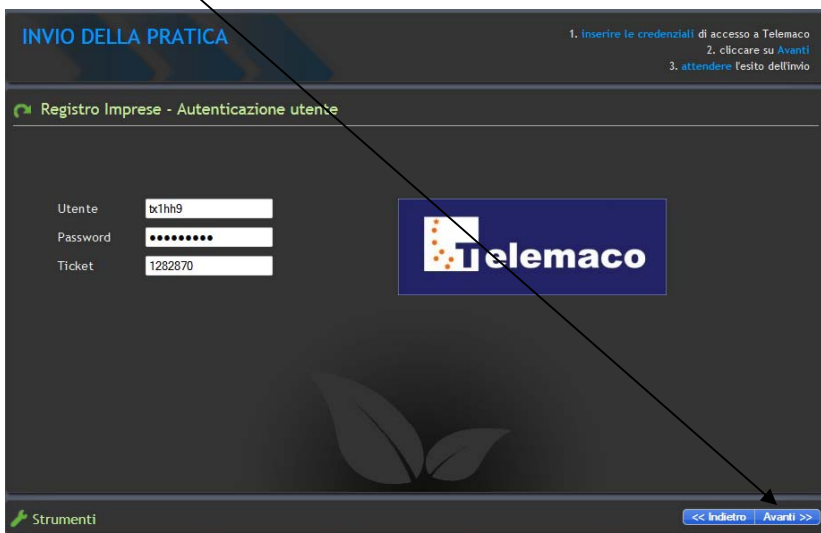 INVIO DELLA PRATICA
1. inserire le credenziali di accesso a Telemaco
2. cliccare su Avanti
3. attendere l'esito dell'invio
Registro Imprese - Autenticazione utente
Utente tx1hh9
Password •••••••••
Ticket 1282870
Telemaco
Strumenti
<< Indietro Avanti >>